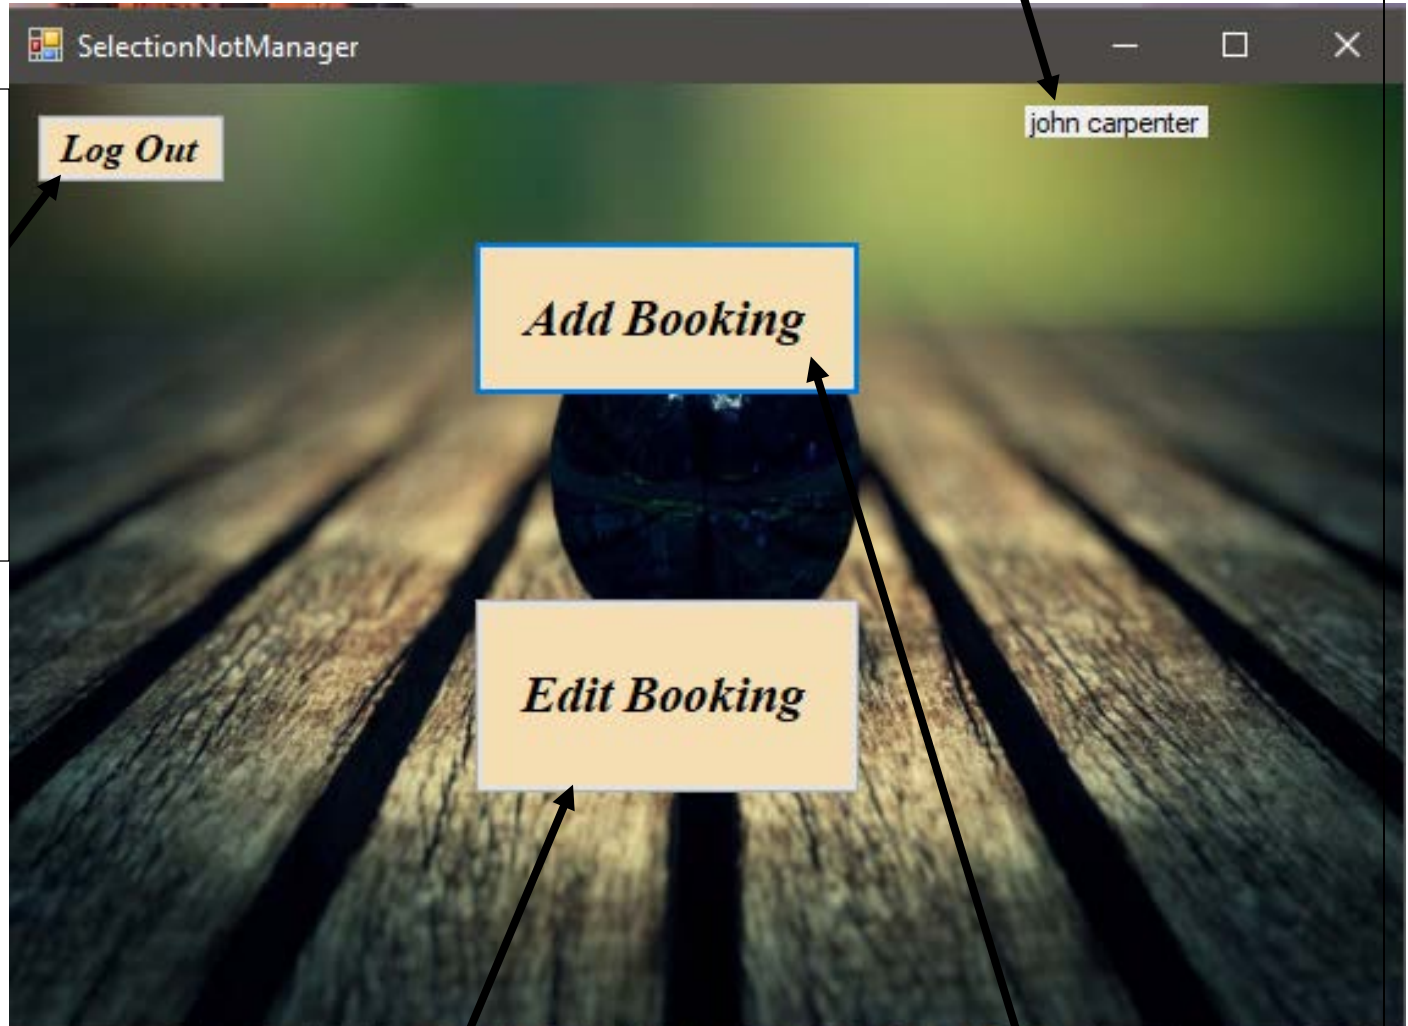 SelectionNotManager
Log Out
john carpenter
Add Booking
Edit Booking